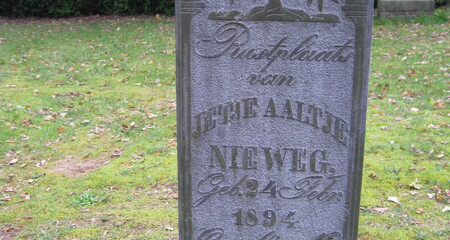 Rustplaats
van
JETJE AALTJE
NIEWEG.
Geb. 24 Febr.
1894